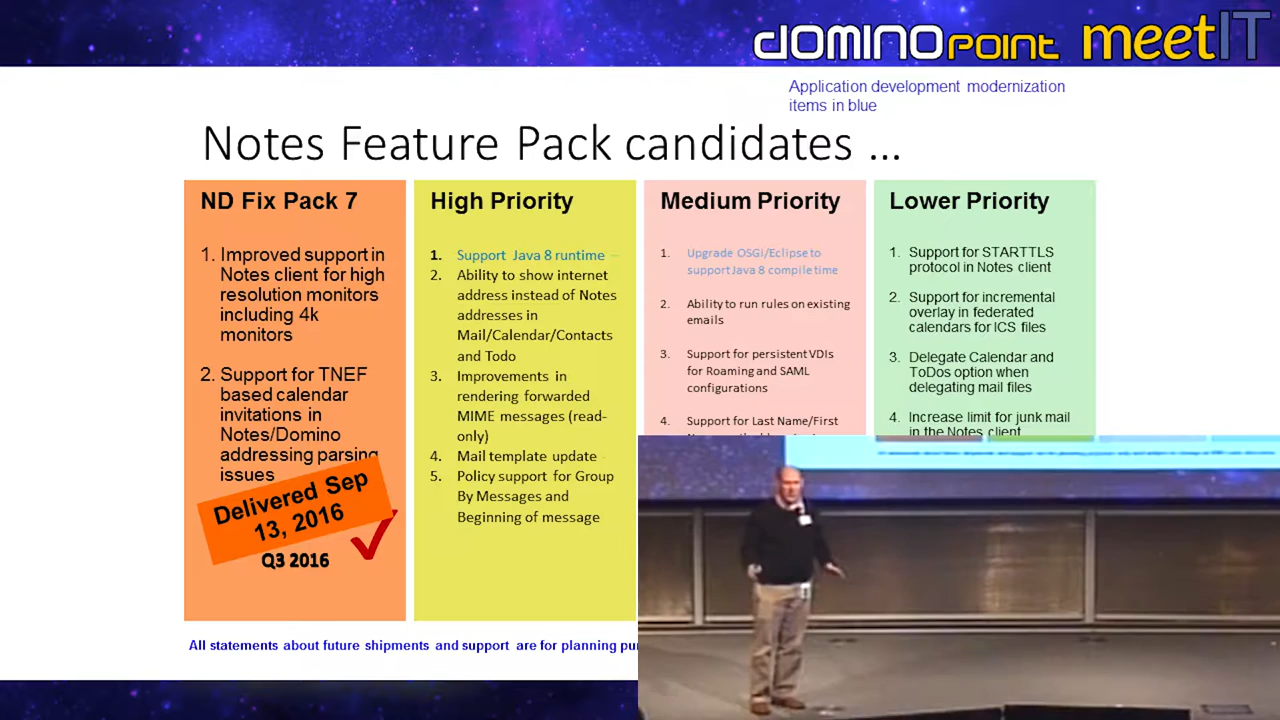 DOMINO POINT meetIT
Application development modernization
items in blue
Notes Feature Pack candidates ...
ND Fix Pack 7
1. Improved support in
Notes client for high
resolution monitors
including 4k
monitors
2. Support for TNEF
based calendar
invitations in
Notes/Domino
addressing parsing
issues
Delivered Sep
13, 2016
Q3 2016
High Priority
1. Support Java 8 runtime –
2. Ability to show internet
address instead of Notes
addresses in
Mail/Calendar/Contacts
and Todo
3. Improvements in
rendering forwarded
MIME messages (read-
only)
4. Mail template update -
5. Policy support for Group
By Messages and
Beginning of message
Medium Priority
1. Upgrade OSGi/Eclipse to
support Java 8 compile time
2. Ability to run rules on existing
emails
3. Support for persistent VDIs
for Roaming and SAML
configurations
4. Support for Last Name/First
Lower Priority
1. Support for STARTTLS
protocol in Notes client
2. Support for incremental
overlay in federated
calendars for ICS files
3. Delegate Calendar and
ToDos option when
delegating mail files
4. Increase limit for junk mail
in the Notes client
All statements about future shipments and support are for planning